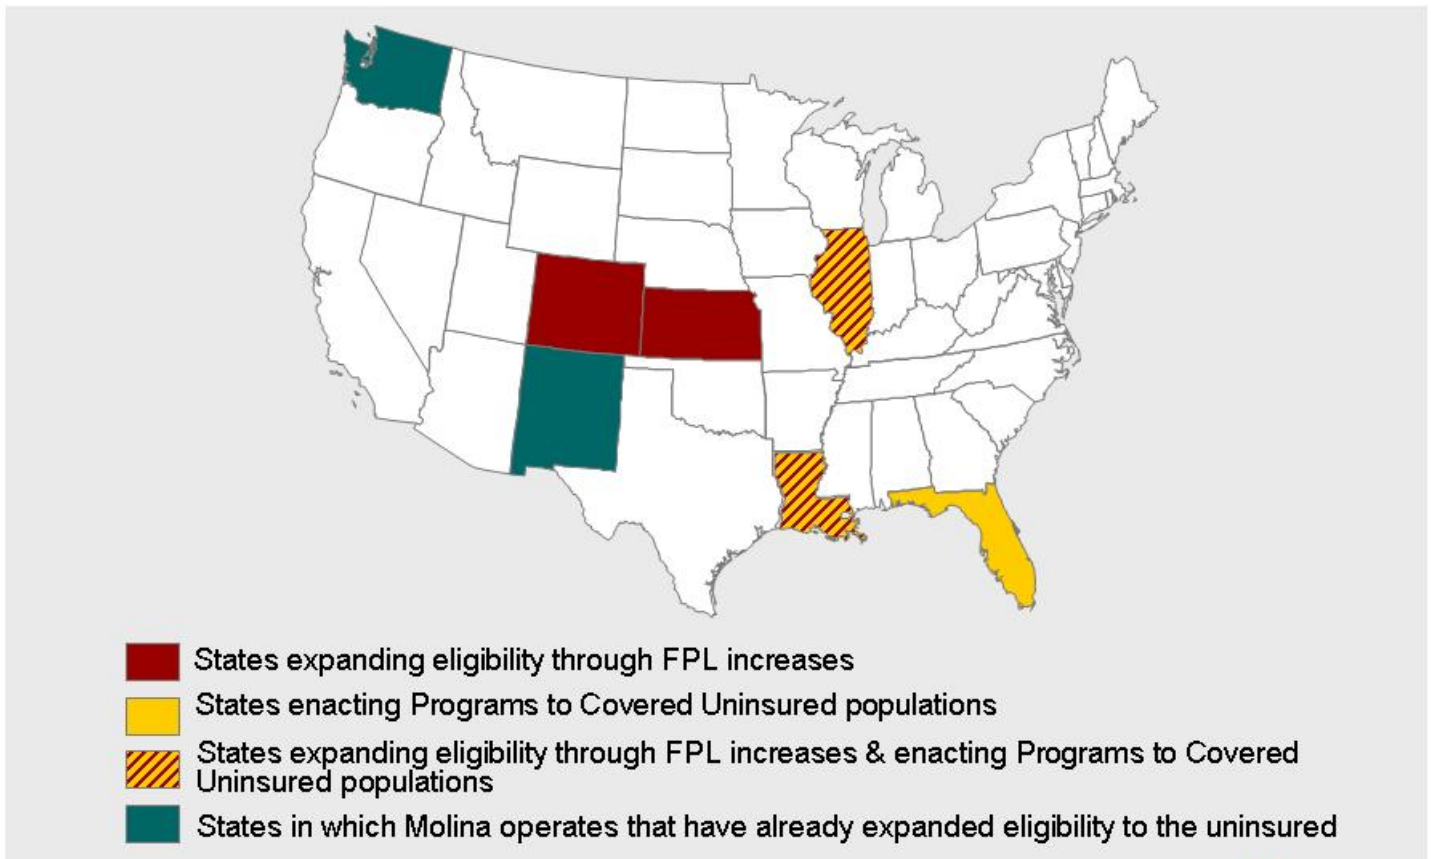 States expanding eligibility through FPL increases
States enacting Programs to Covered Uninsured populations
States expanding eligibility through FPL increases & enacting Programs to Covered
Uninsured populations
States in which Molina operates that have already expanded eligibility to the uninsured